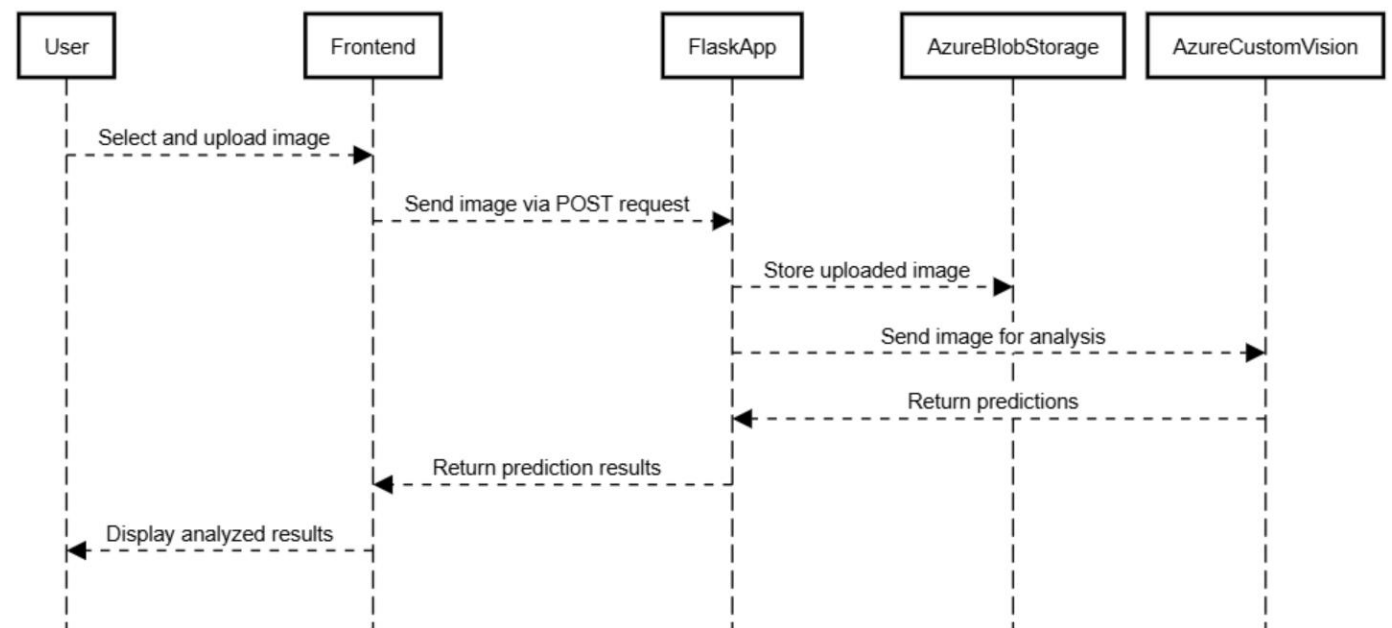 User
Frontend
FlaskApp
AzureBlobStorage
AzureCustomVision
Select and upload image
Send image via POST request
Store uploaded image
Send image for analysis
Return predictions
Return prediction results
Display analyzed results